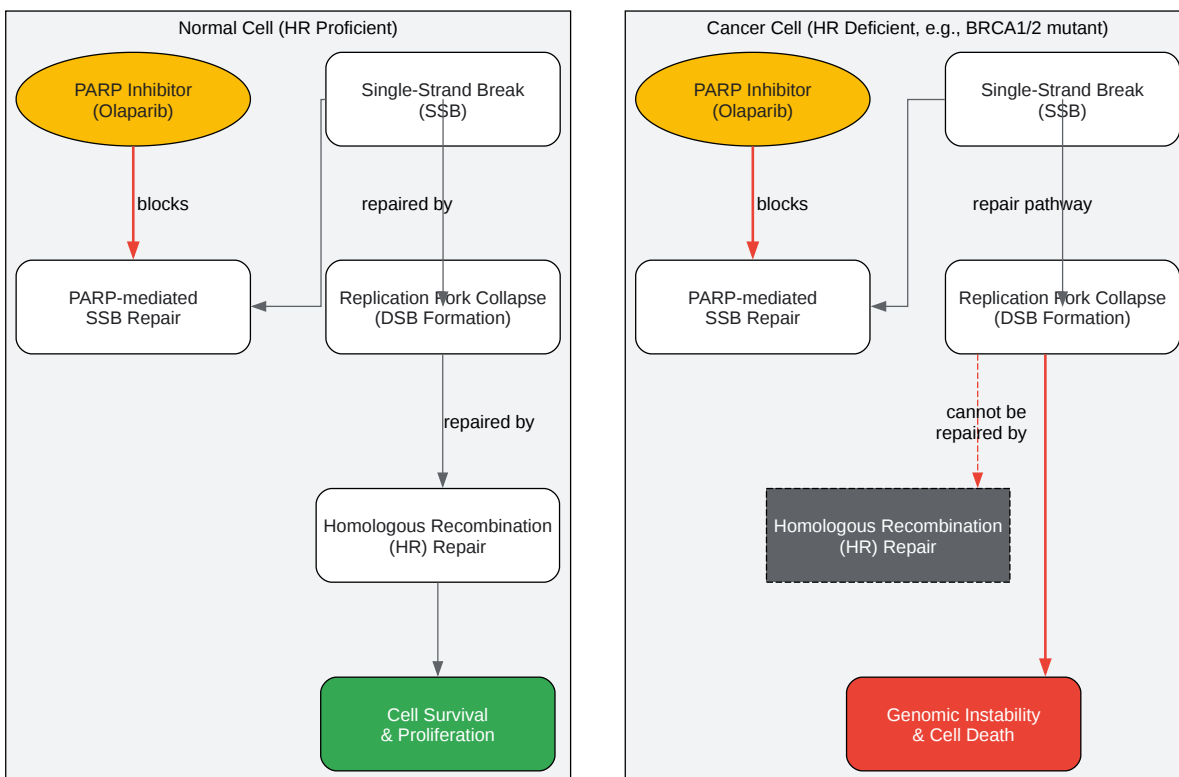 Normal Cell (HR Proficient)
PARP Inhibitor
(Olaparib)
Single-Strand Break
(SSB)
blocks
repaired by
PARP-mediated
SSB Repair
Replication Fork Collapse
(DSB Formation)
repaired by
Homologous Recombination
(HR) Repair
Cell Survival
& Proliferation
Cancer Cell (HR Deficient, e.g., BRCA1/2 mutant)
PARP Inhibitor
(Olaparib)
Single-Strand Break
(SSB)
blocks
repair pathway
PARP-mediated
SSB Repair
Replication Fork Collapse
(DSB Formation)
cannot be
repaired by
Homologous Recombination
(HR) Repair
Genomic Instability
& Cell Death